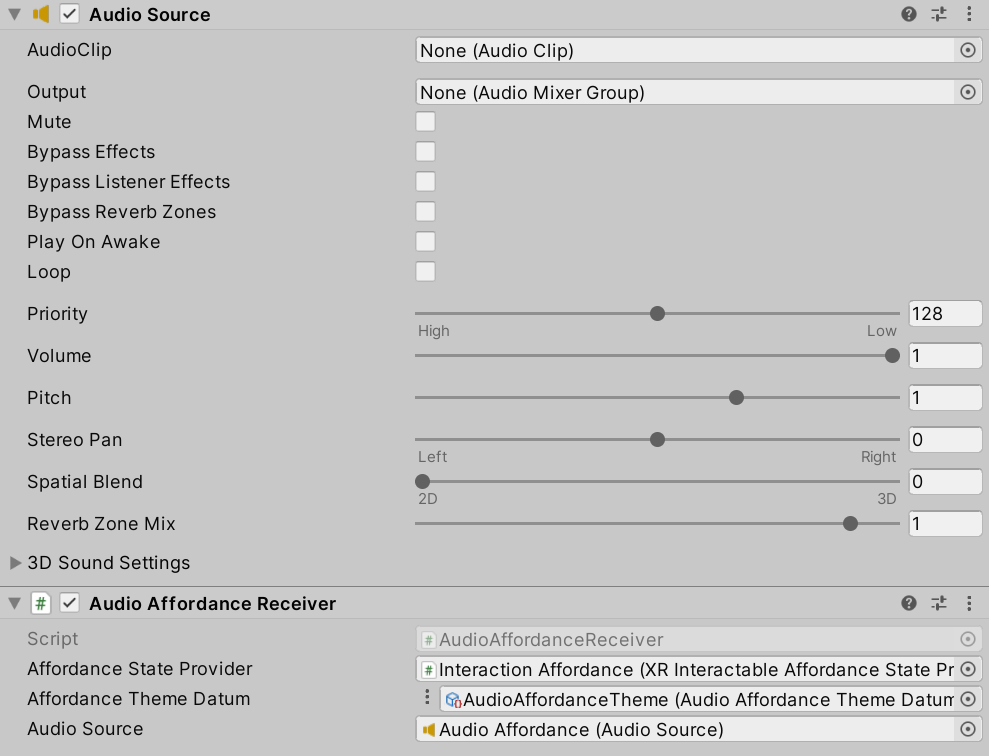 Audio Source
AudioClip None (Audio Clip)
Output None (Audio Mixer Group)
Mute
Bypass Effects
Bypass Listener Effects
Bypass Reverb Zones
Play On Awake
Loop
Priority 128
High Low
Volume 1
Pitch 1
Stereo Pan 0
Left Right
Spatial Blend 0
2D 3D
Reverb Zone Mix 1
3D Sound Settings
# Audio Affordance Receiver
Script # AudioAffordanceReceiver
Affordance State Provider # Interaction Affordance (XR Interactable Affordance State Pr
Affordance Theme Datum AudioAffordanceTheme (Audio Affordance Theme Datum
Audio Source Audio Affordance (Audio Source)